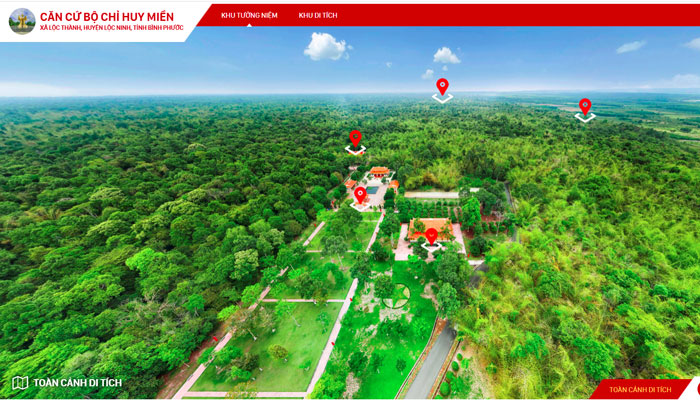 CĂN CỨ BỘ CHỈ HUY MIỀN
XÃ LỘC THÀNH, HUYỆN LỘC NINH, TỈNH BÌNH PHƯỚC
KHU TƯỞNG NIỆM
KHU DI TÍCH
TOÀN CẢNH DI TÍCH
TOÀN CẢNH DI TÍCH